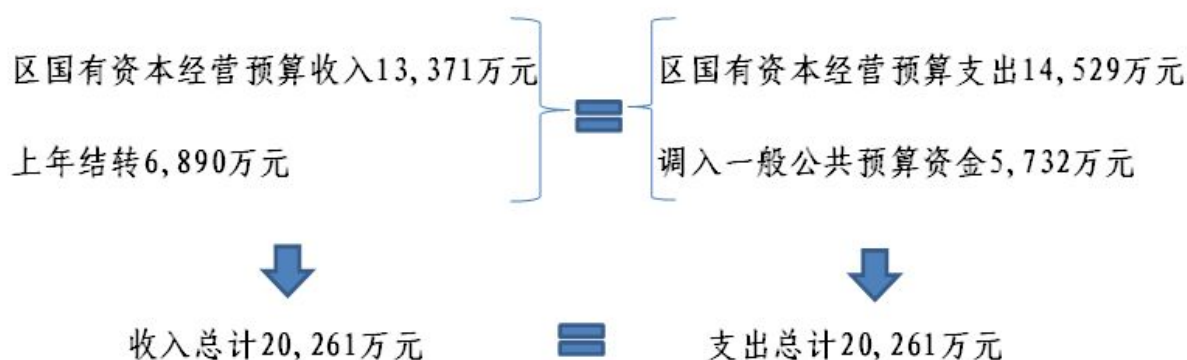 区国有资本经营预算收入13,371万元
上年结转6,890万元
区国有资本经营预算支出14,529万元
调入一般公共预算资金5,732万元
收入总计20,261万元
支出总计20,261万元